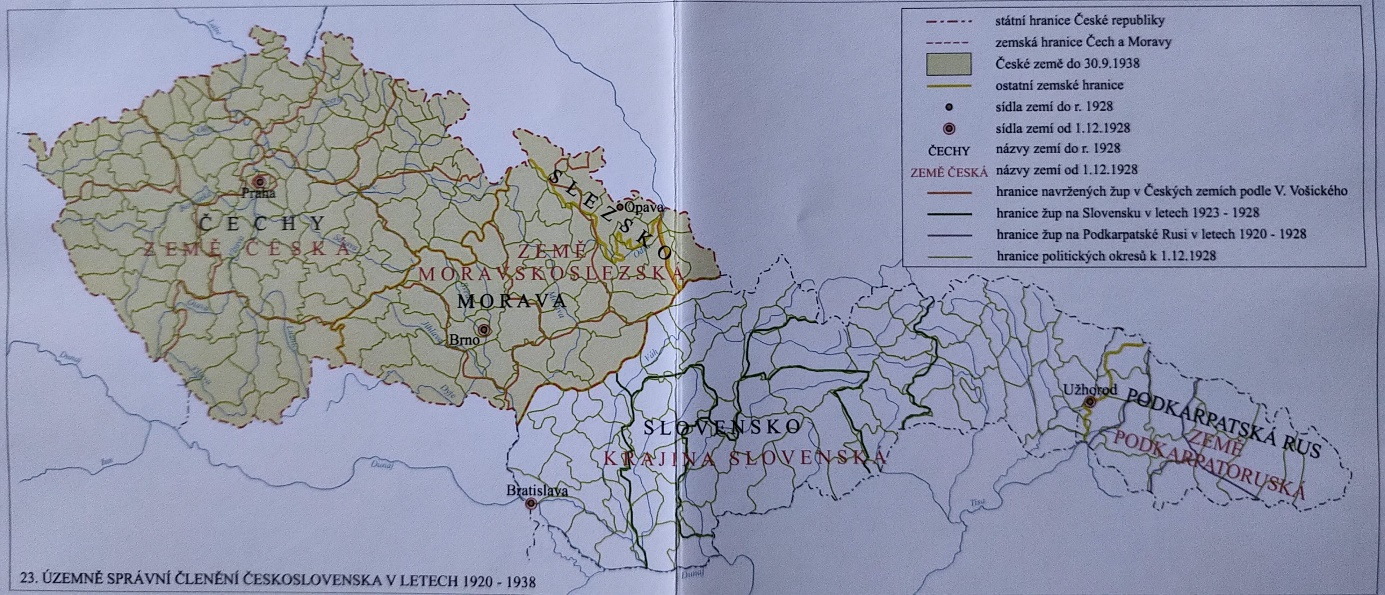 státní hranice České republiky
zemská hranice Čech a Moravy
České země do 30.9.1938
ostatní zemské hranice
sídla zemí do r. 1928
sídla zemí od 1.12.1928
ČECHY názvy zemí do r. 1928
ZEMĚ ČESKÁ názvy zemí od 1.12.1928
hranice navržených žup v Českých zemích podle V. Vošického
hranice žup na Slovensku v letech 1923 - 1928
hranice žup na Podkarpatské Rusi v letech 1920 - 1928
hranice politických okresů k 1.12.1928
Praha
ČECHY
ZEMĚ ČESKÁ
SLEZSKO
Opava
ZEMĚ
MORAVSKOSLEZSKÁ
MORAVA
Brno
Váh
Dyje
Dunaj
Inn
Dunaj
SLOVENSKO
KRAJINA SLOVENSKÁ
Bratislava
Dunaj
Tisa
Užhorod
PODKARPATSKÁ RUS
ZEMĚ
PODKARPATORUSKÁ
23. ÚZEMNĚ SPRÁVNÍ ČLENĚNÍ ČESKOSLOVENSKA V LETECH 1920 - 1938